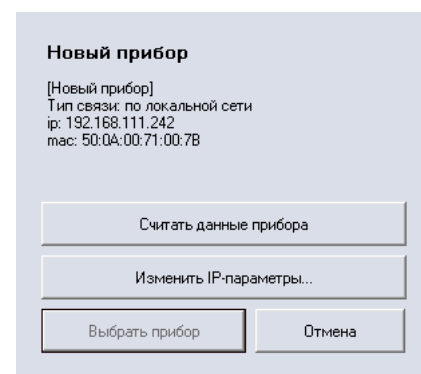 Новый прибор
[Новый прибор]
Тип связи: по локальной сети
ip: 192.168.111.242
mac: 50:0A:00:71:00:7B
Считать данные прибора
Изменить IP-параметры...
Выбрать прибор
Отмена